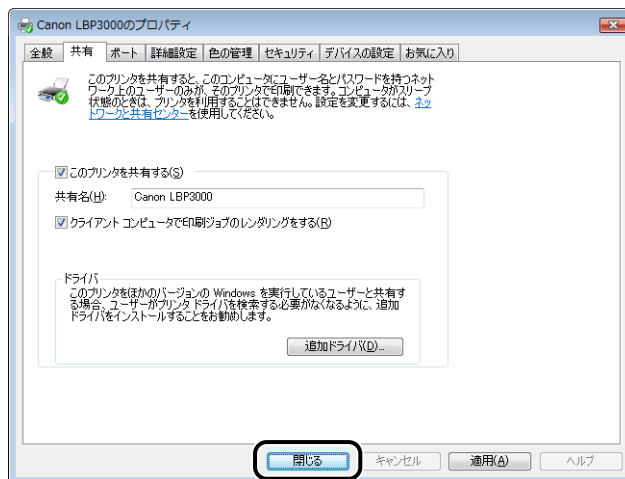 Canon LBP3000のプロパティ
全般 共有 ポート 詳細設定 色の管理 セキュリティ デバイスの設定 お気に入り
このプリンタを共有すると、このコンピュータにユーザー名とパスワードを持つネット
ワーク上のユーザーのみが、そのプリンタで印刷できます。コンピュータがスリープ
状態のときは、プリンタを利用することはできません。設定を変更するには、ネッ
トワークと共有センターを使用してください。
このプリンタを共有する(S)
共有名(H): Canon LBP3000
クライアント コンピュータで印刷ジョブのレンダリングをする(R)
ドライバ
このプリンタをほかのバージョンの Windows を実行しているユーザーと共有す
る場合、ユーザーがプリンタ ドライバを検索する必要がなくなるように、追加
ドライバをインストールすることをお勧めします。
追加ドライバ(D)...
閉じる キャンセル 適用(A) ヘルプ